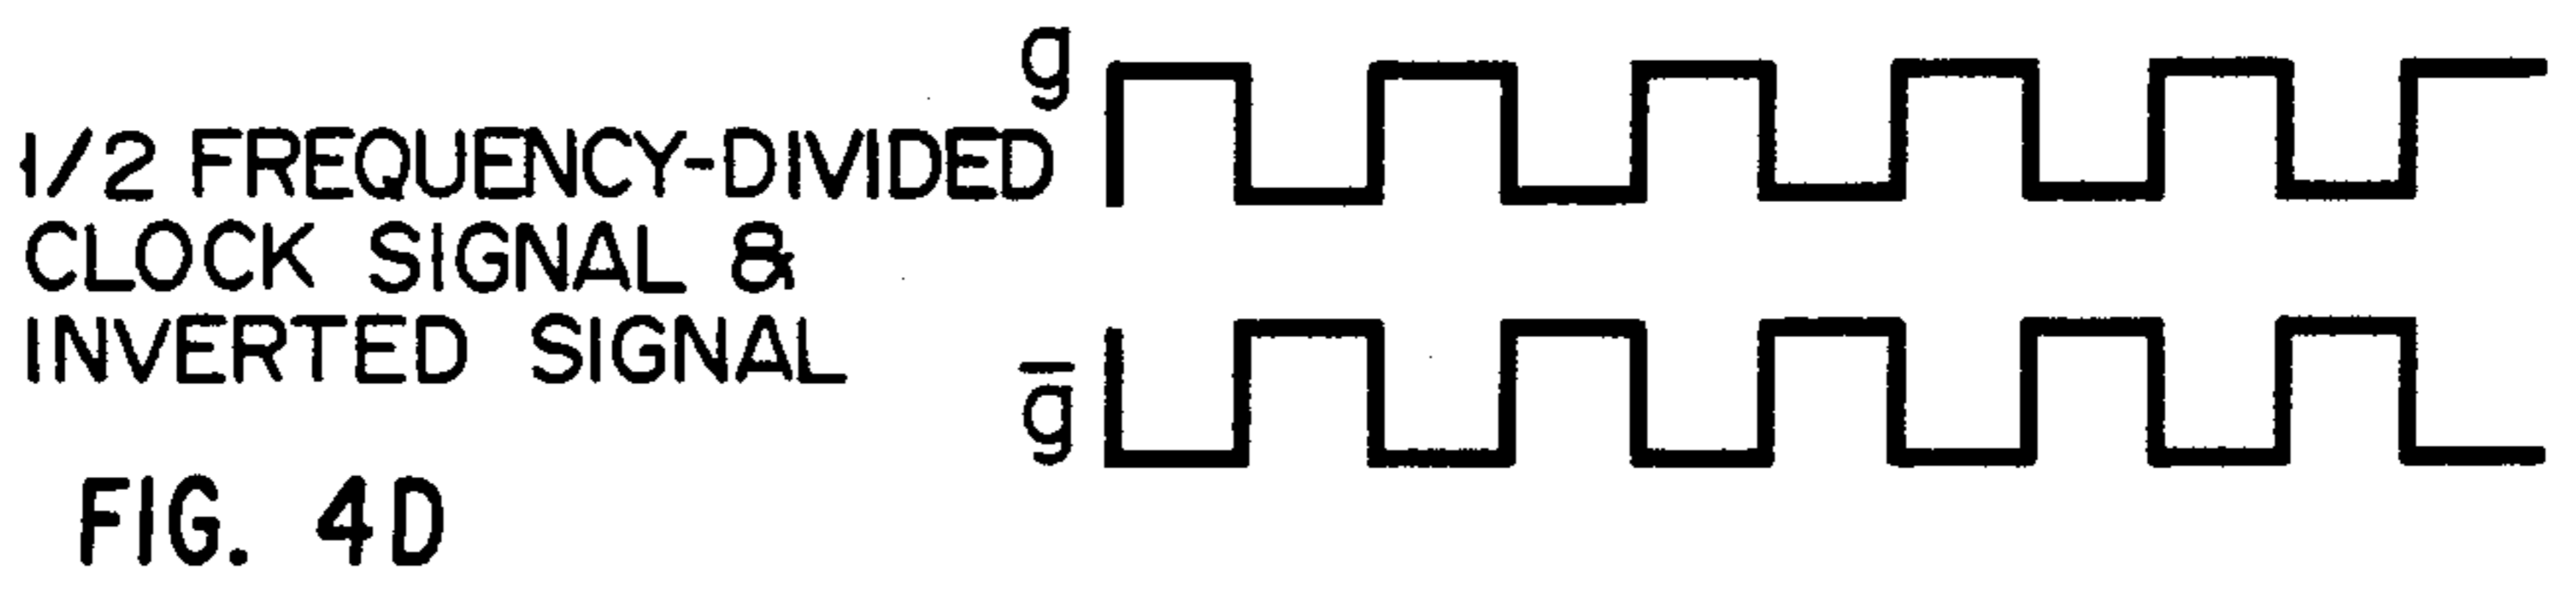 g
1/2 FREQUENCY-DIVIDED
CLOCK SIGNAL &
INVERTED SIGNAL
g̅
FIG. 4D